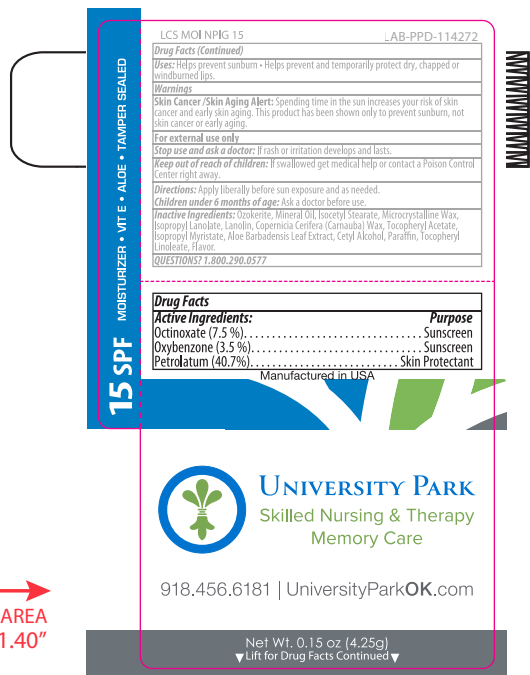 LCS MOI NPIG 15
LAB-PPD-114272
Drug Facts (Continued)
Uses: Helps prevent sunburn • Helps prevent and temporarily protect dry, chapped or
windburned lips.
Warnings
Skin Cancer /Skin Aging Alert: Spending time in the sun increases your risk of skin
cancer and early skin aging. This product has been shown only to prevent sunburn, not
skin cancer or early aging.
For external use only
Stop use and ask a doctor: If rash or irritation develops and lasts.
Keep out of reach of children: If swallowed get medical help or contact a Poison Control
Center right away.
Directions: Apply liberally before sun exposure and as needed.
Children under 6 months of age: Ask a doctor before use.
Inactive Ingredients: Ozokerite, Mineral Oil, Isocetyl Stearate, Microcrystalline Wax,
Isopropyl Lanolate, Lanolin, Copernicia Cerifera (Carnauba) Wax, Tocopheryl Acetate,
Isopropyl Myristate, Aloe Barbadensis Leaf Extract, Cetyl Alcohol, Paraffin, Tocopheryl
Linoleate, Flavor.
QUESTIONS? 1.800.290.0577
15 SPF MOISTURIZER • VIT E • ALOE • TAMPER SEALED
Drug Facts
Active Ingredients: Purpose
Octinoxate (7.5 %)..............................Sunscreen
Oxybenzone (3.5 %)............................Sunscreen
Petrolatum (40.7%)........................Skin Protectant
Manufactured in USA
UNIVERSITY PARK
Skilled Nursing & Therapy
Memory Care
918.456.6181 | UniversityParkOK.com
AREA
1.40”
Net Wt. 0.15 oz (4.25g)
▼Lift for Drug Facts Continued▼